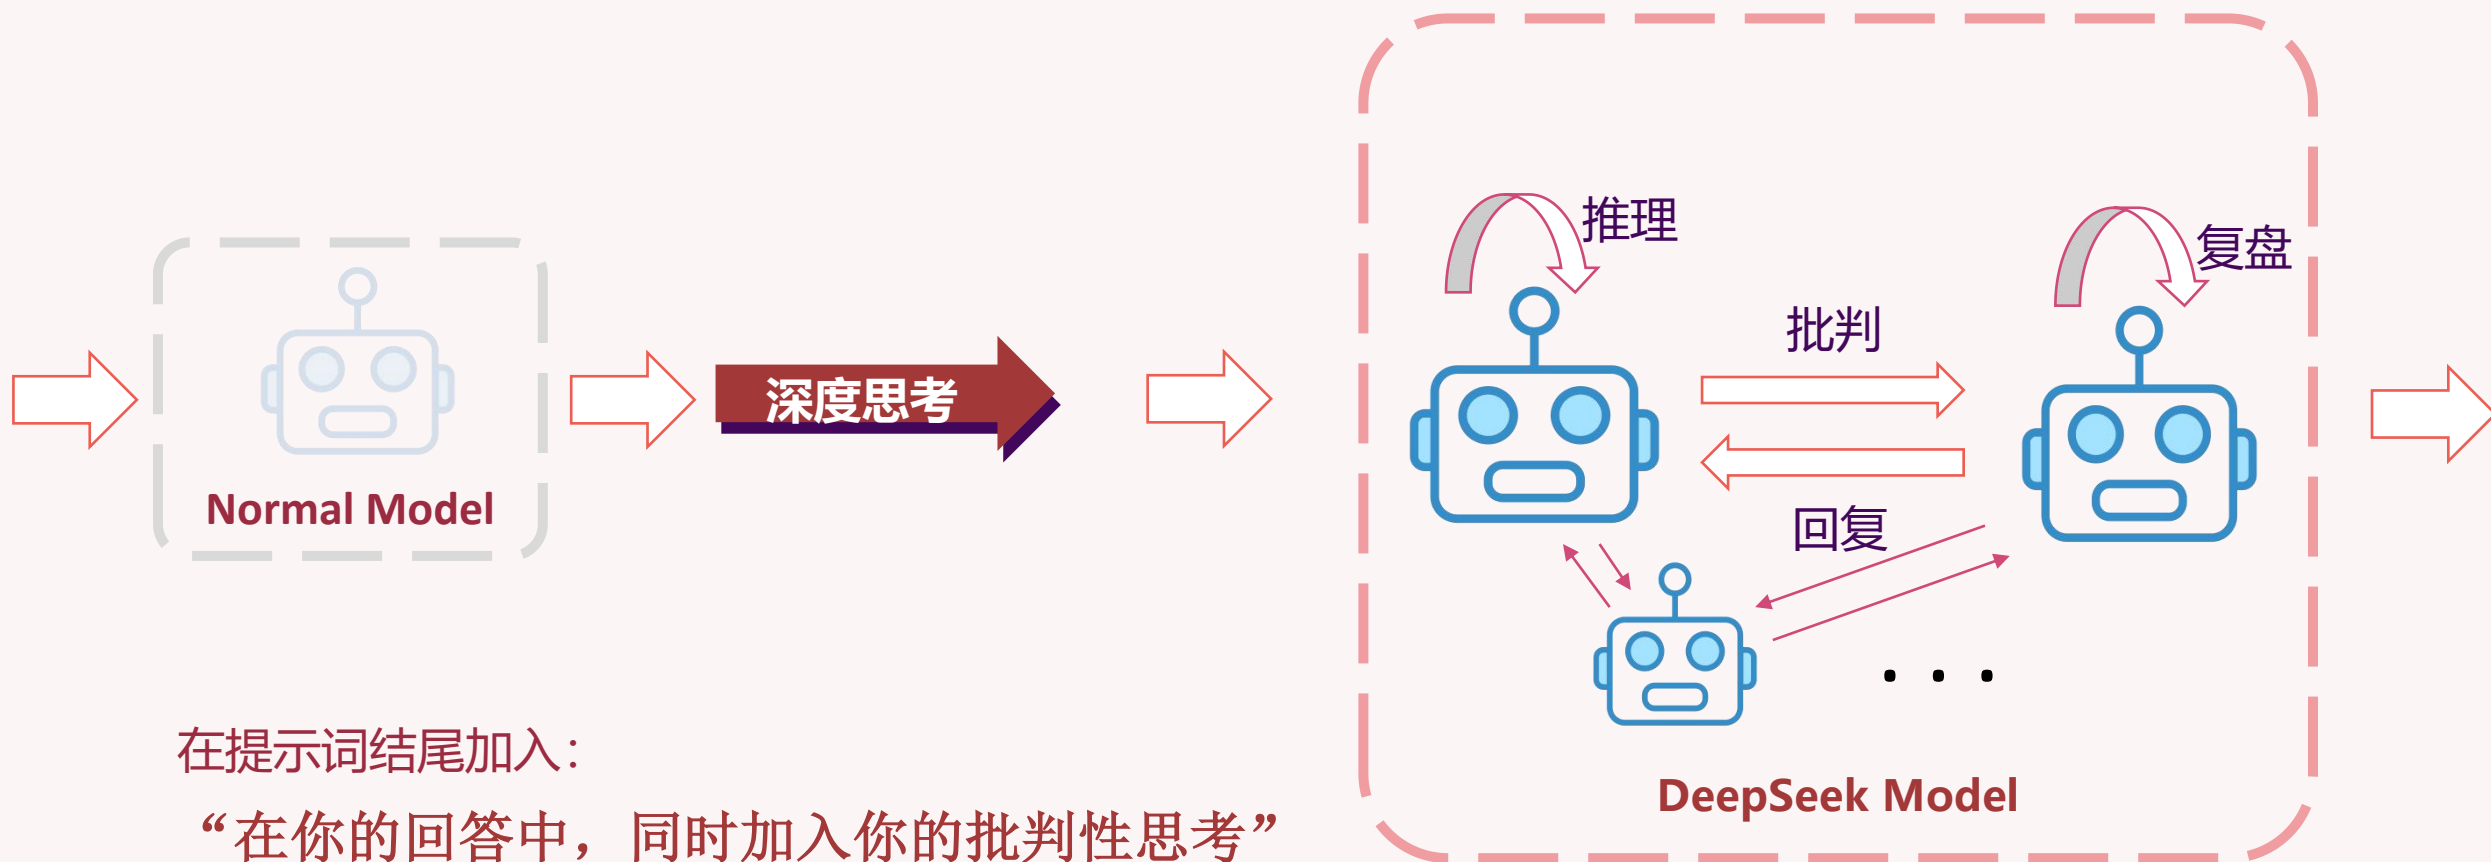 推理
复盘
批判
深度思考
Normal Model
回复
. . .
在提示词结尾加入：
DeepSeek Model
“在你的回答中，同时加入你的批判性思考”